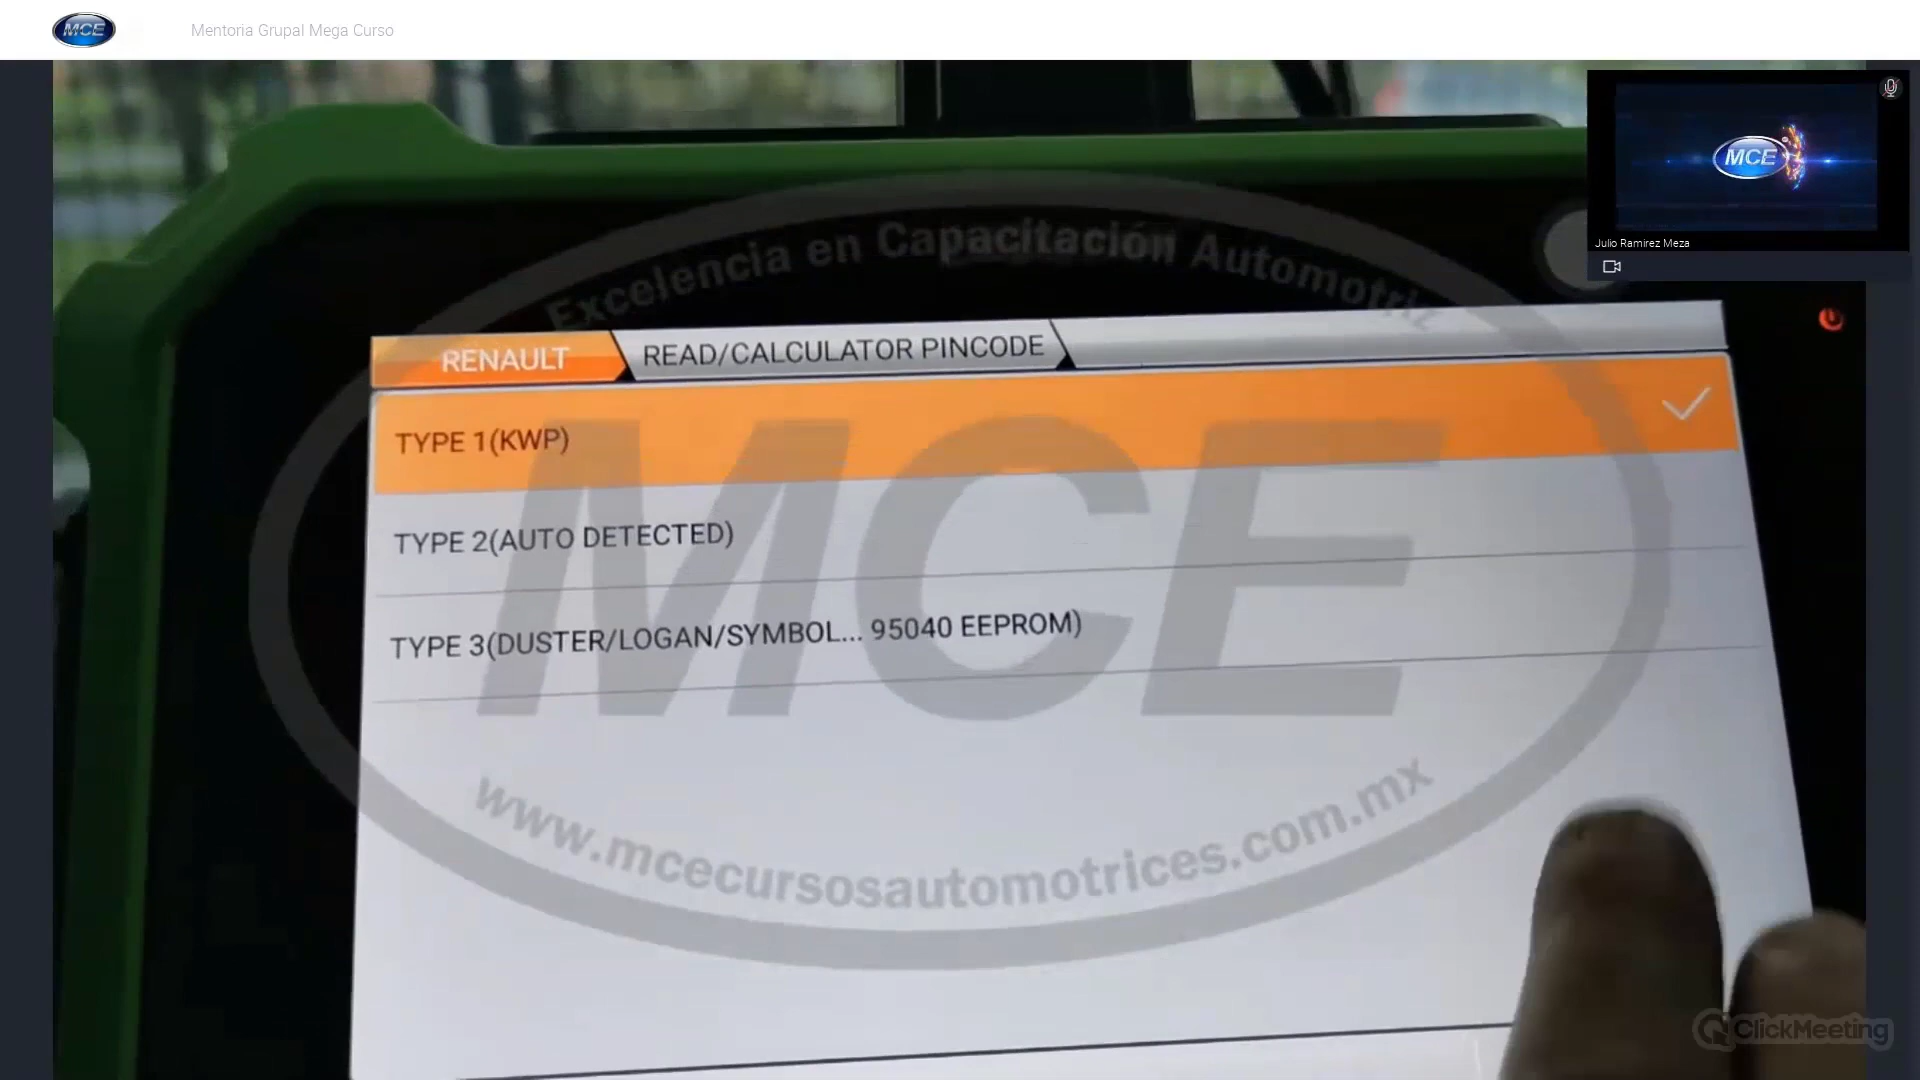 MCE
Mentoria Grupal Mega Curso
MCE
Julio Ramirez Meza
Excelencia en Capacitación Automotriz
RENAULT
READ/CALCULATOR PINCODE
TYPE 1(KWP)
TYPE 2(AUTO DETECTED)
TYPE 3(DUSTER/LOGAN/SYMBOL... 95040 EEPROM)
MCE
www.mcecursosautomotrices.com.mx
ClickMeeting